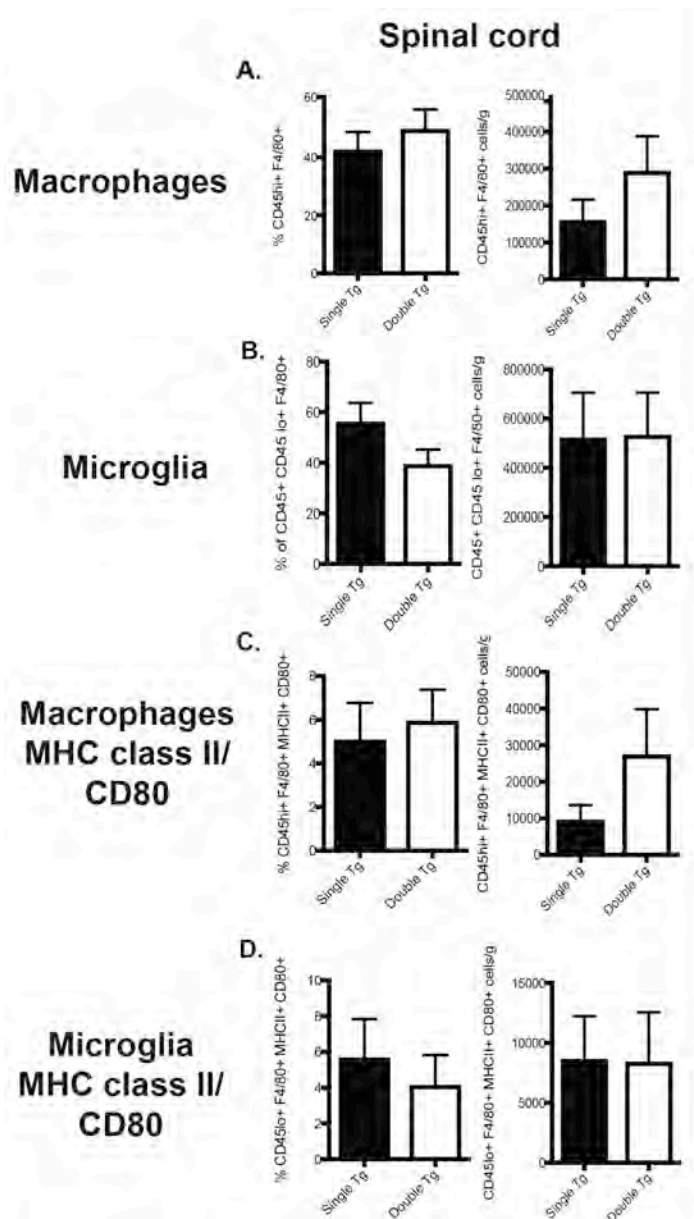 Spinal cord
A.
Macrophages
% CD45hi+ F4/80+
60
40
20
0
Single Tg
Double Tg
CD45hi+ F4/80+ cells/g
500000
400000
300000
200000
100000
0
Single Tg
Double Tg
B.
Microglia
% of CD45+ CD45 lo+ F4/80+
80
60
40
20
0
Single Tg
Double Tg
CD45+ CD45 lo+ F4/80+ cells/g
800000
600000
400000
200000
0
Single Tg
Double Tg
C.
Macrophages
MHC class II/
CD80
% CD45hi+ F4/80+ MHCII+ CD80+
8
6
4
2
0
Single Tg
Double Tg
CD45hi+ F4/80+ MHCII+ CD80+ cells/g
50000
40000
30000
20000
10000
0
Single Tg
Double Tg
D.
Microglia
MHC class II/
CD80
% CD45lo+ F4/80+ MHCII+ CD80+
10
8
6
4
2
0
Single Tg
Double Tg
CD45lo+ F4/80+ MHCII+ CD80+ cells/g
15000
10000
5000
0
Single Tg
Double Tg